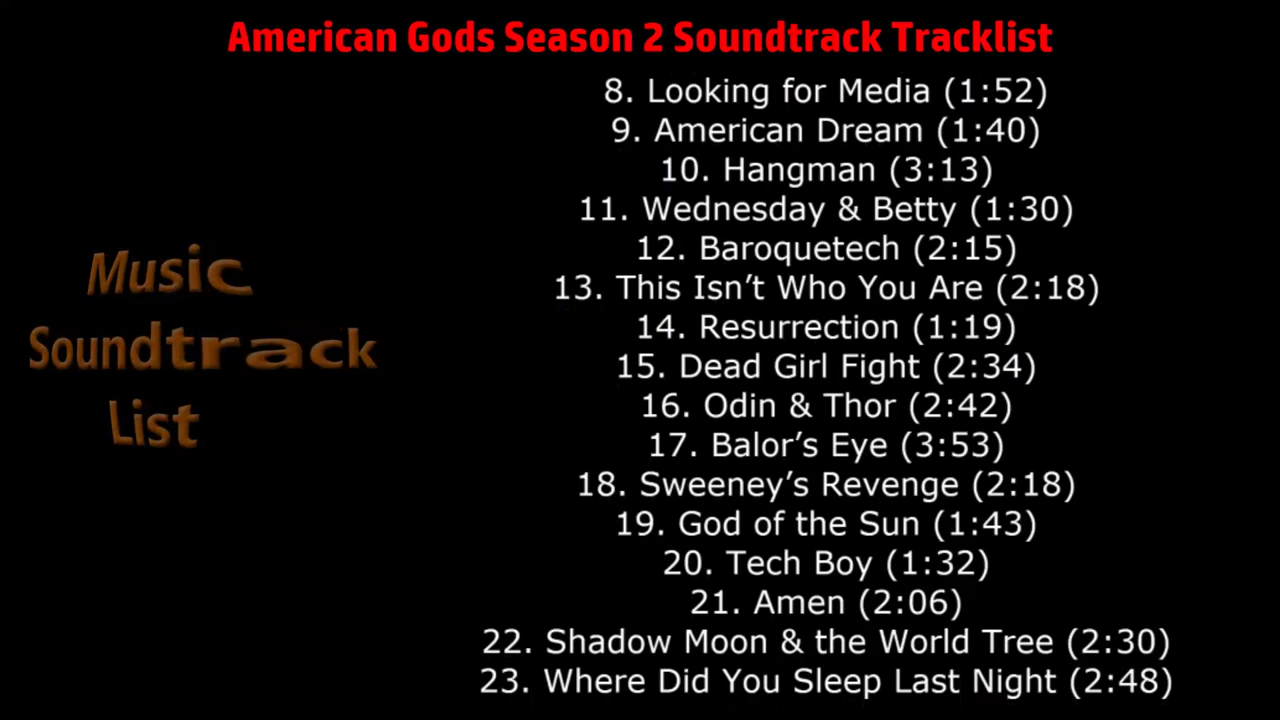 American Gods Season 2 Soundtrack Tracklist
8. Looking for Media (1:52)
9. American Dream (1:40)
10. Hangman (3:13)
11. Wednesday & Betty (1:30)
12. Baroquetech (2:15)
13. This Isn’t Who You Are (2:18)
14. Resurrection (1:19)
15. Dead Girl Fight (2:34)
16. Odin & Thor (2:42)
17. Balor’s Eye (3:53)
18. Sweeney’s Revenge (2:18)
19. God of the Sun (1:43)
20. Tech Boy (1:32)
21. Amen (2:06)
22. Shadow Moon & the World Tree (2:30)
23. Where Did You Sleep Last Night (2:48)
Music
Soundtrack
List